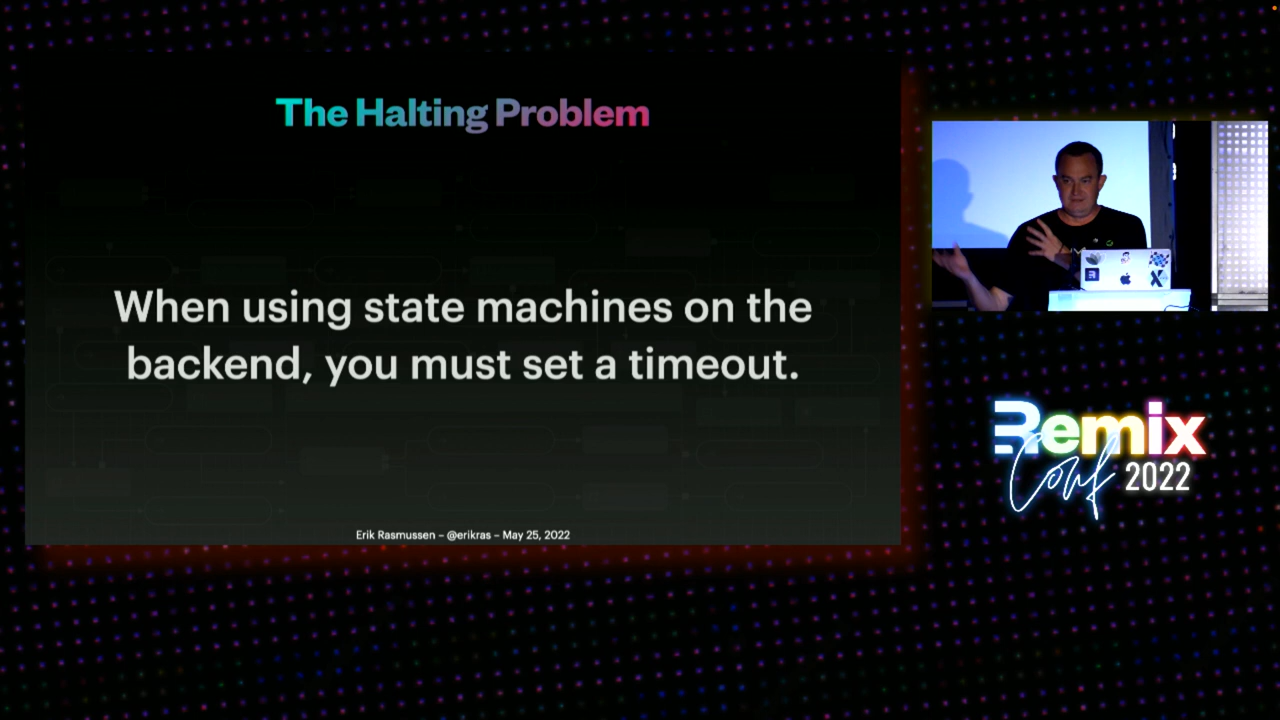 The Halting Problem
When using state machines on the
backend, you must set a timeout.
Erik Rasmussen – @erikras – May 25, 2022
Remix
Conf 2022